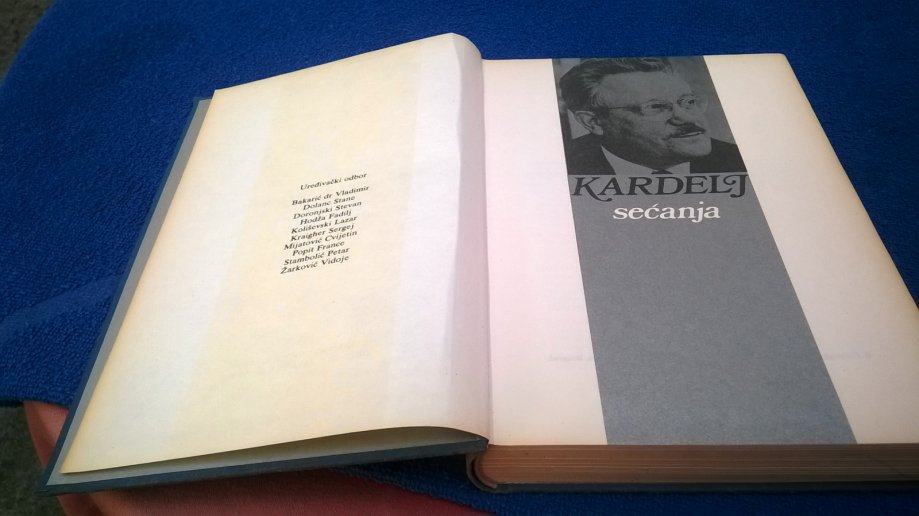 Uređivački odbor
Bakarić dr Vladimir
Dolanc Stane
Doronjski Stevan
Hodža Fadilj
Koliševski Lazar
Kraigher Sergej
Mijatović Cvijetin
Popit France
Stambolić Petar
Žarković Vidoje
KARDELJ
sećanja